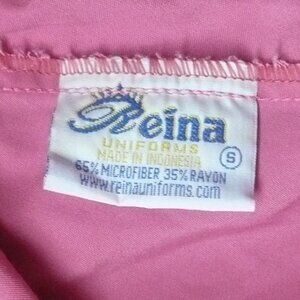 Reina
UNIFORMS
MADE IN INDONESIA
S
65% MICROFIBER 35% RAYON
www.reinauniforms.com